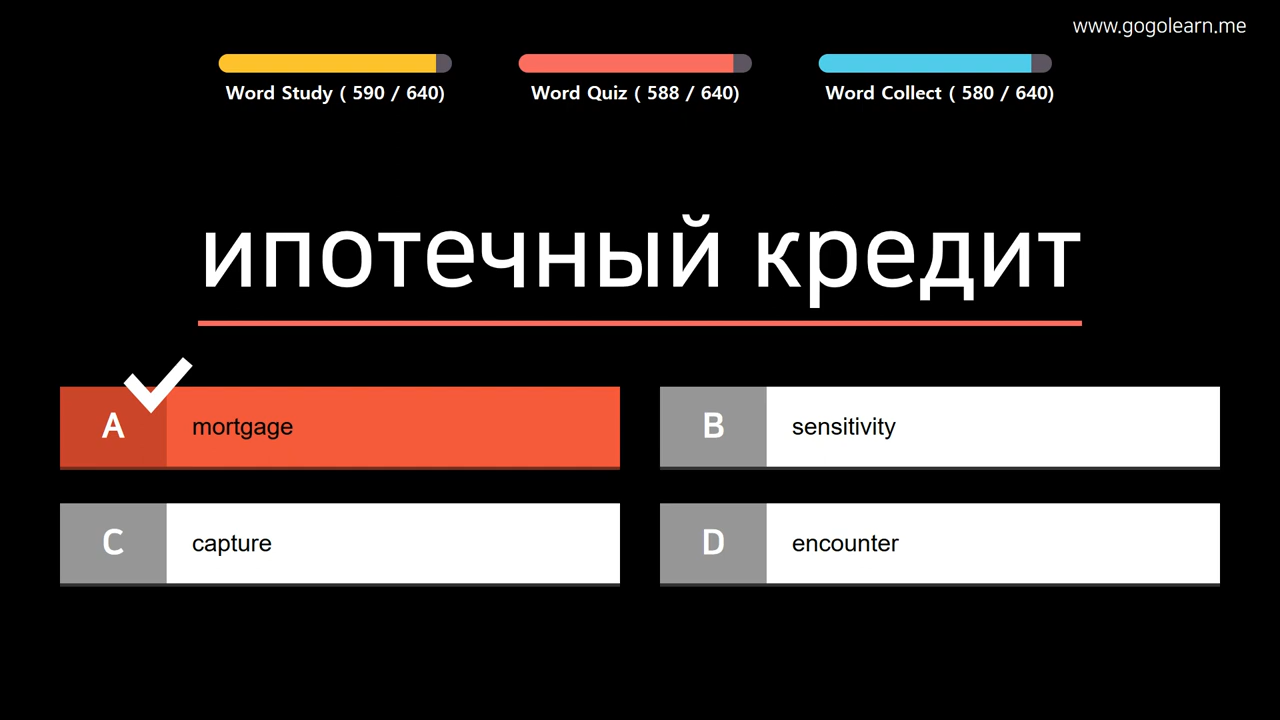 www.gogolearn.me
Word Study ( 590 / 640)
Word Quiz ( 588 / 640)
Word Collect ( 580 / 640)
ипотечный кредит
A mortgage
B sensitivity
C capture
D encounter